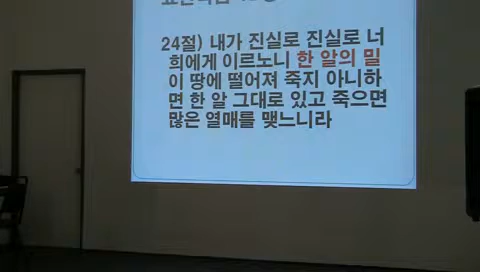 24절) 내가 진실로 진실로 너
희에게 이르노니 한 알의 밀
이 땅에 떨어져 죽지 아니하
면 한 알 그대로 있고 죽으면
많은 열매를 맺느니라